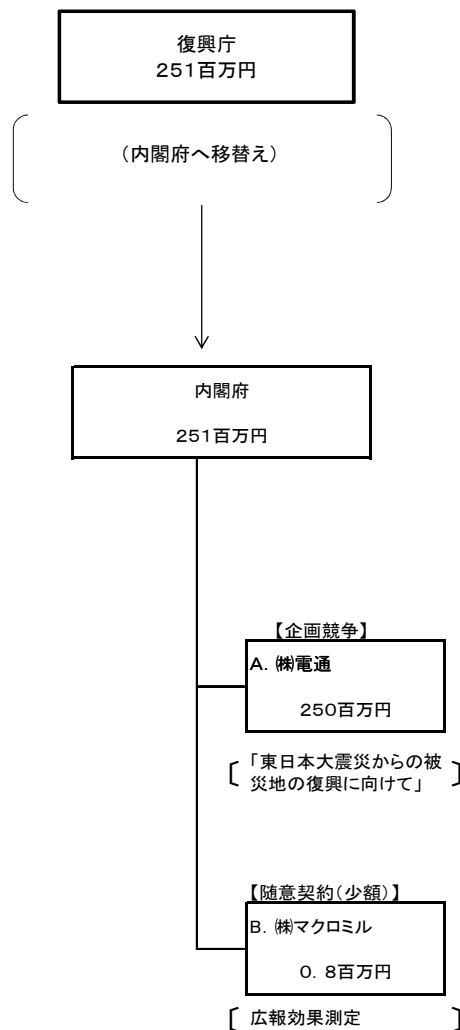 復興庁
251百万円
(内閣府へ移替え)
内閣府
251百万円
【企画競争】
A. ㈱電通
250百万円
「東日本大震災からの被
災地の復興に向けて」
【随意契約(少額)】
B. ㈱マクロミル
0. 8百万円
広報効果測定